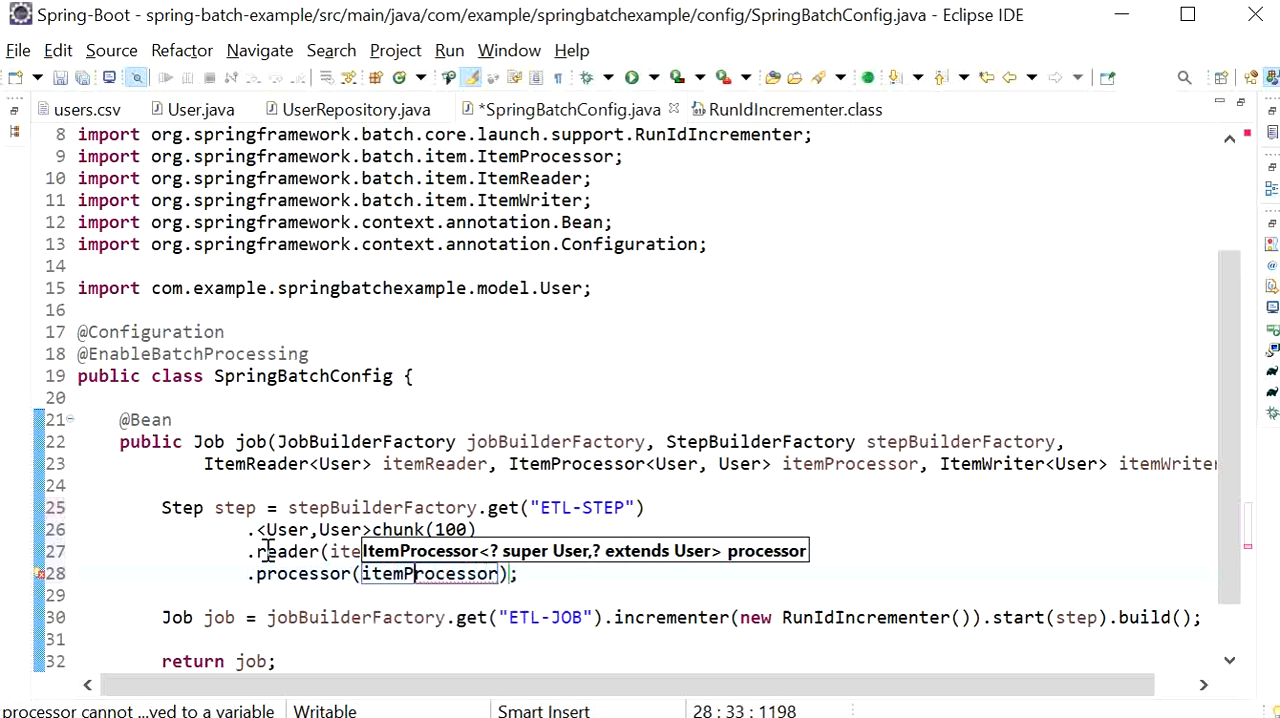 Spring-Boot - spring-batch-example/src/main/java/com/example/springbatchexample/config/SpringBatchConfig.java - Eclipse IDE
File Edit Source Refactor Navigate Search Project Run Window Help
users.csv User.java UserRepository.java *SpringBatchConfig.java RunIdIncrementer.class
8 import org.springframework.batch.core.launch.support.RunIdIncrementer;
9 import org.springframework.batch.item.ItemProcessor;
10 import org.springframework.batch.item.ItemReader;
11 import org.springframework.batch.item.ItemWriter;
12 import org.springframework.context.annotation.Bean;
13 import org.springframework.context.annotation.Configuration;
14
15 import com.example.springbatchexample.model.User;
16
17 @Configuration
18 @EnableBatchProcessing
19 public class SpringBatchConfig {
20
21 @Bean
22 public Job job(JobBuilderFactory jobBuilderFactory, StepBuilderFactory stepBuilderFactory,
23 ItemReader<User> itemReader, ItemProcessor<User, User> itemProcessor, ItemWriter<User> itemWriter
24
25 Step step = stepBuilderFactory.get("ETL-STEP")
26 .<User,User>chunk(100)
27 .reader(ite
ItemProcessor<? super User,? extends User> processor
28 .processor(itemProcessor);
29
30 Job job = jobBuilderFactory.get("ETL-JOB").incrementer(new RunIdIncrementer()).start(step).build();
31
32 return job;
processor cannot ...ved to a variable Writable Smart Insert 28 : 33 : 1198